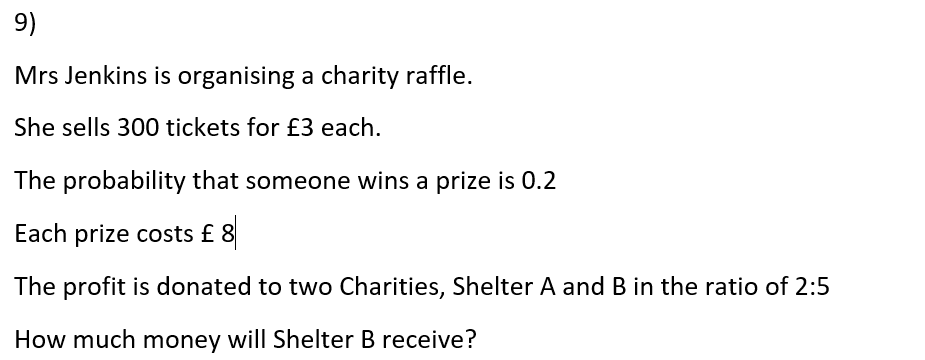 9)
Mrs Jenkins is organising a charity raffle.
She sells 300 tickets for £3 each.
The probability that someone wins a prize is 0.2
Each prize costs £ 8
The profit is donated to two Charities, Shelter A and B in the ratio of 2:5
How much money will Shelter B receive?